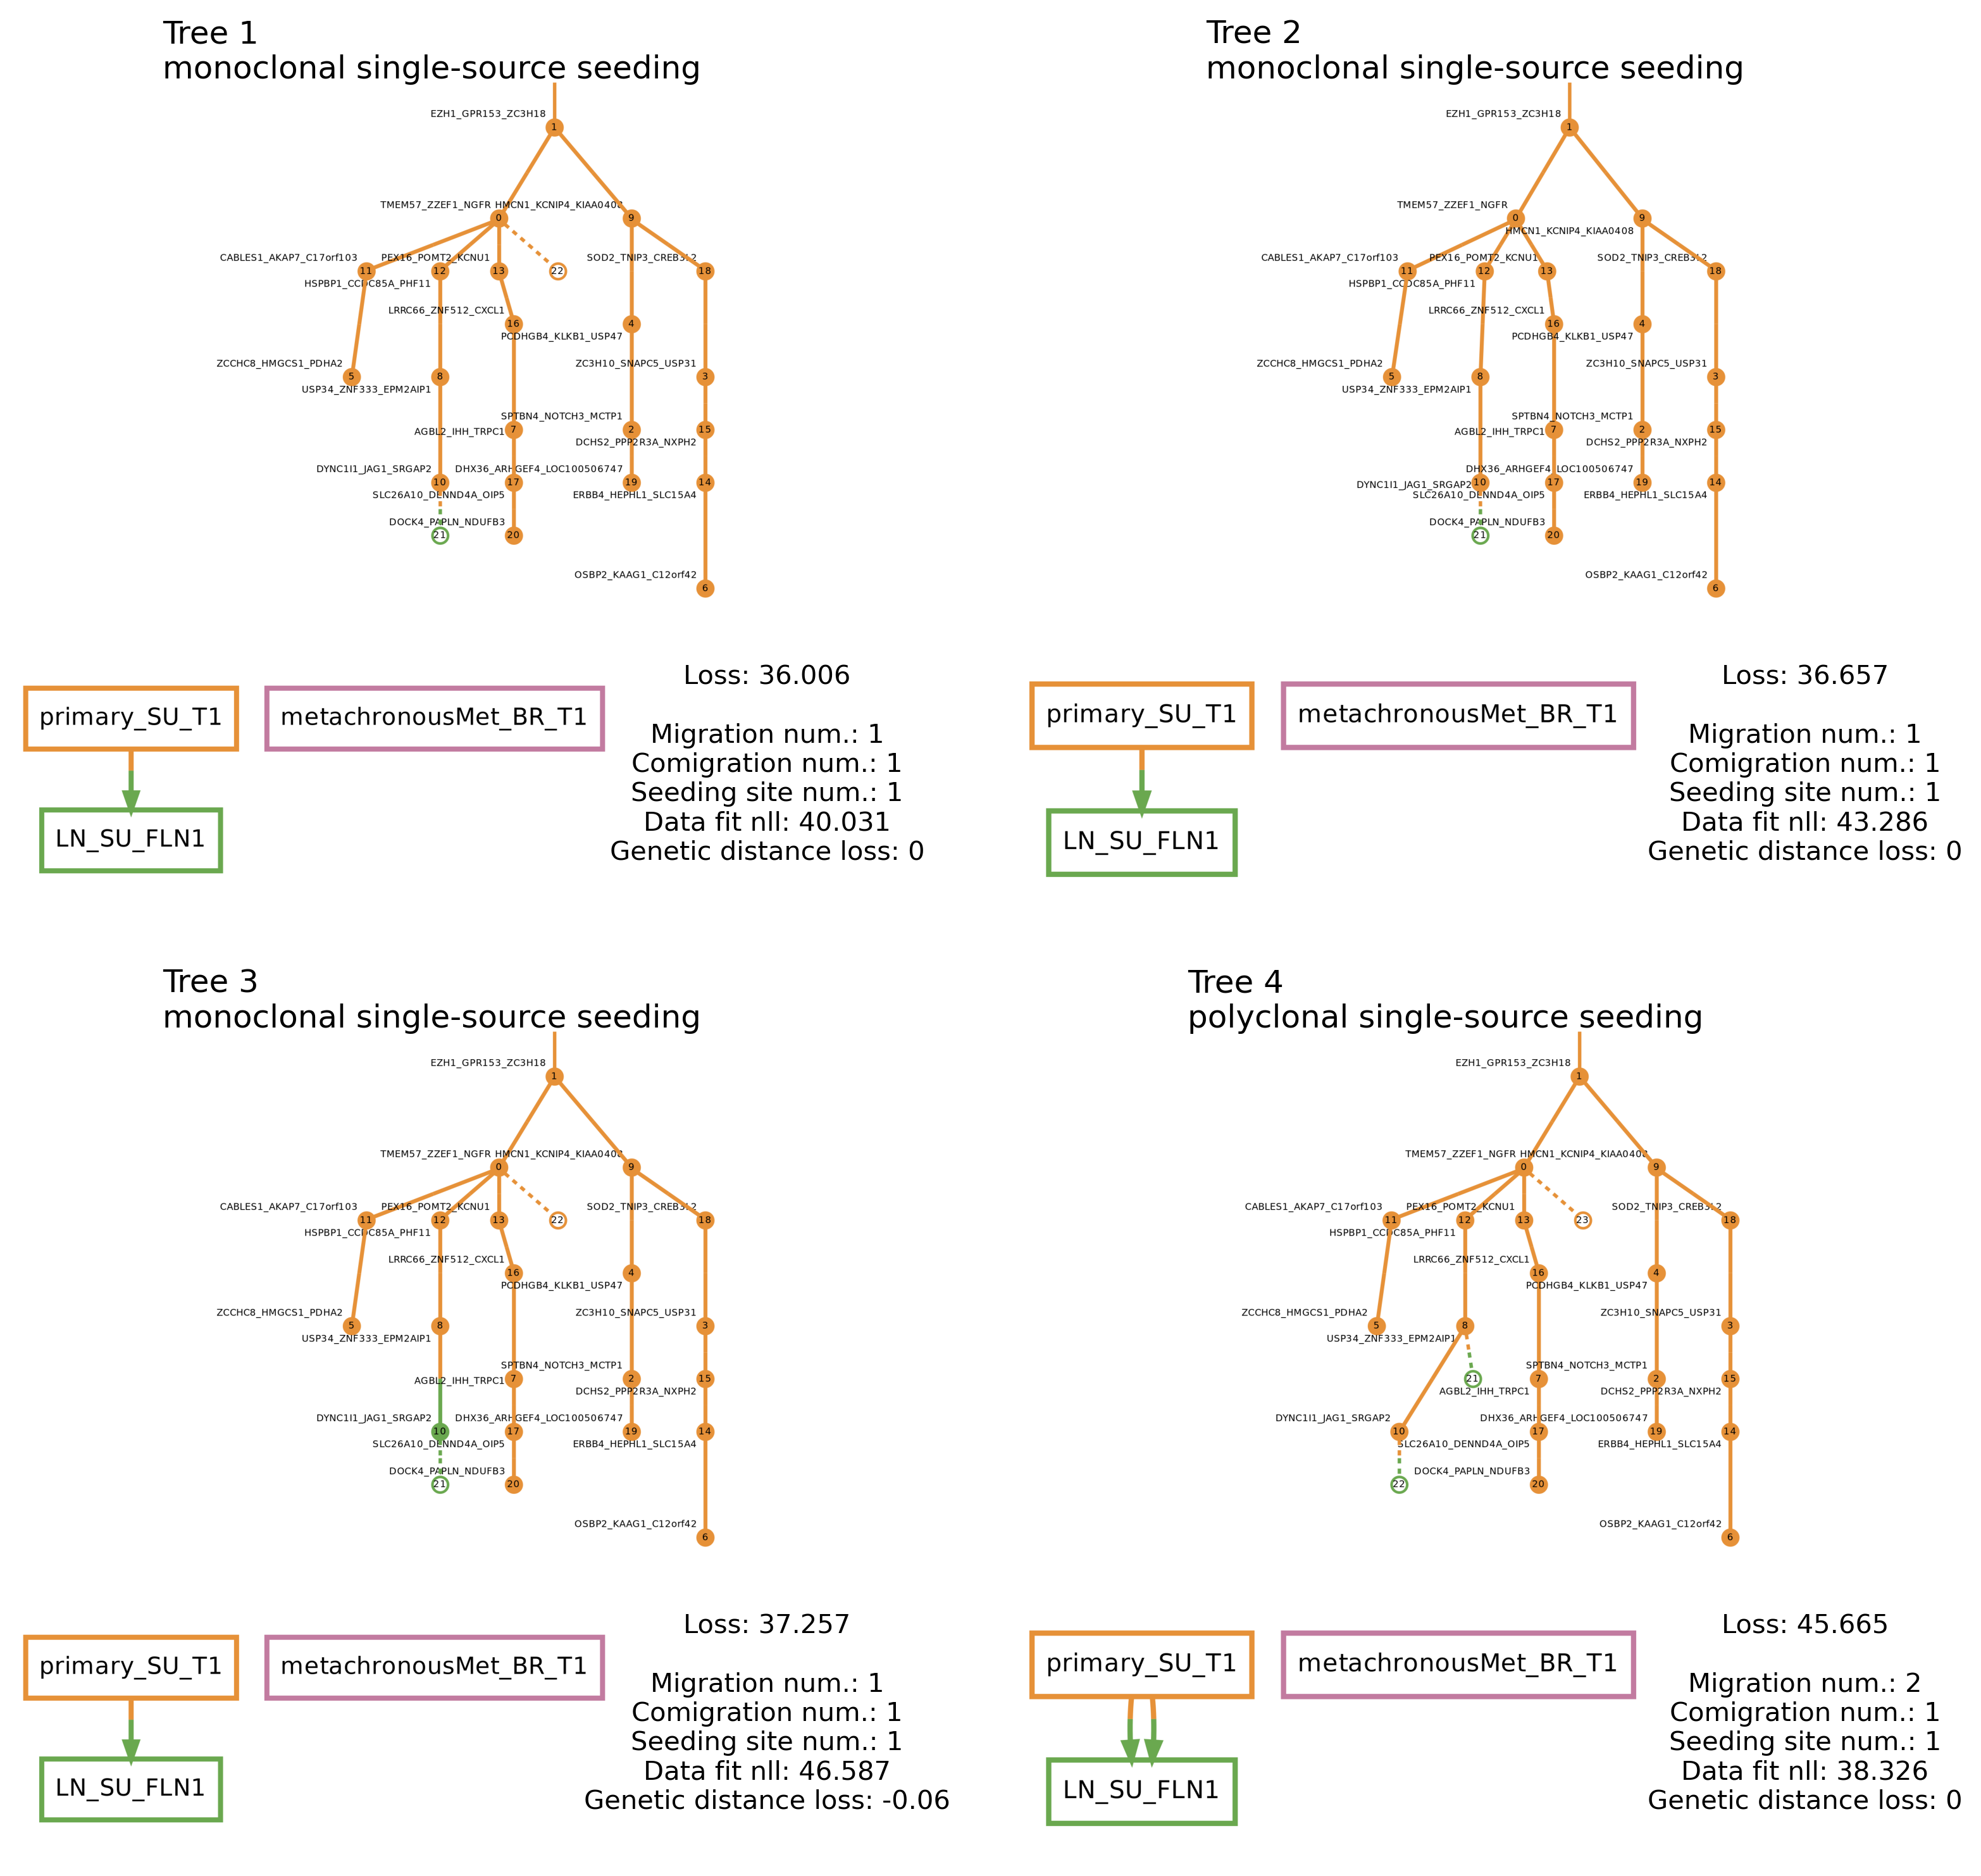 Tree 1
monoclonal single-source seeding
EZH1_GPR153_ZC3H18
1
TMEM57_ZZEF1_NGFR
0
HMCN1_KCNIP4_KIAA0408
9
CABLES1_AKAP7_C17orf103
11
PEX16_POMT2_KCNU1
12
13
22
SOD2_TNIP3_CREB3L2
18
HSPBP1_CCDC85A_PHF11
LRRC66_ZNF512_CXCL1
16
4
PCDHGB4_KLKB1_USP47
ZCCHC8_HMGCS1_PDHA2
5
8
ZC3H10_SNAPC5_USP31
3
USP34_ZNF333_EPM2AIP1
SPTBN4_NOTCH3_MCTP1
AGBL2_IHH_TRPC1
7
2
15
DCHS2_PPP2R3A_NXPH2
DYNC1I1_JAG1_SRGAP2
10
DHX36_ARHGEF4_LOC100506747
17
19
14
SLC26A10_DENND4A_OIP5
ERBB4_HEPHL1_SLC15A4
DOCK4_PAPLN_NDUFB3
21
20
OSBP2_KAAG1_C12orf42
6
primary_SU_T1
metachronousMet_BR_T1
LN_SU_FLN1
Loss: 36.006
Migration num.: 1
Comigration num.: 1
Seeding site num.: 1
Data fit nll: 40.031
Genetic distance loss: 0
Tree 2
monoclonal single-source seeding
EZH1_GPR153_ZC3H18
1
TMEM57_ZZEF1_NGFR
0
9
HMCN1_KCNIP4_KIAA0408
CABLES1_AKAP7_C17orf103
11
PEX16_POMT2_KCNU1
12
13
SOD2_TNIP3_CREB3L2
18
HSPBP1_CCDC85A_PHF11
LRRC66_ZNF512_CXCL1
16
4
PCDHGB4_KLKB1_USP47
ZCCHC8_HMGCS1_PDHA2
5
8
ZC3H10_SNAPC5_USP31
3
USP34_ZNF333_EPM2AIP1
SPTBN4_NOTCH3_MCTP1
AGBL2_IHH_TRPC1
7
2
15
DCHS2_PPP2R3A_NXPH2
DHX36_ARHGEF4_LOC100506747
DYNC1I1_JAG1_SRGAP2
10
17
19
14
SLC26A10_DENND4A_OIP5
ERBB4_HEPHL1_SLC15A4
DOCK4_PAPLN_NDUFB3
21
20
OSBP2_KAAG1_C12orf42
6
primary_SU_T1
metachronousMet_BR_T1
LN_SU_FLN1
Loss: 36.657
Migration num.: 1
Comigration num.: 1
Seeding site num.: 1
Data fit nll: 43.286
Genetic distance loss: 0
Tree 3
monoclonal single-source seeding
EZH1_GPR153_ZC3H18
1
TMEM57_ZZEF1_NGFR
0
HMCN1_KCNIP4_KIAA0408
9
CABLES1_AKAP7_C17orf103
11
PEX16_POMT2_KCNU1
12
13
22
SOD2_TNIP3_CREB3L2
18
HSPBP1_CCDC85A_PHF11
LRRC66_ZNF512_CXCL1
16
4
PCDHGB4_KLKB1_USP47
ZCCHC8_HMGCS1_PDHA2
5
8
ZC3H10_SNAPC5_USP31
3
USP34_ZNF333_EPM2AIP1
SPTBN4_NOTCH3_MCTP1
AGBL2_IHH_TRPC1
7
2
15
DCHS2_PPP2R3A_NXPH2
DYNC1I1_JAG1_SRGAP2
10
DHX36_ARHGEF4_LOC100506747
17
19
14
SLC26A10_DENND4A_OIP5
ERBB4_HEPHL1_SLC15A4
DOCK4_PAPLN_NDUFB3
21
20
OSBP2_KAAG1_C12orf42
6
primary_SU_T1
metachronousMet_BR_T1
LN_SU_FLN1
Loss: 37.257
Migration num.: 1
Comigration num.: 1
Seeding site num.: 1
Data fit nll: 46.587
Genetic distance loss: -0.06
Tree 4
polyclonal single-source seeding
EZH1_GPR153_ZC3H18
1
TMEM57_ZZEF1_NGFR
0
HMCN1_KCNIP4_KIAA0408
9
CABLES1_AKAP7_C17orf103
11
PEX16_POMT2_KCNU1
12
13
23
SOD2_TNIP3_CREB3L2
18
HSPBP1_CCDC85A_PHF11
LRRC66_ZNF512_CXCL1
16
4
PCDHGB4_KLKB1_USP47
ZCCHC8_HMGCS1_PDHA2
5
8
ZC3H10_SNAPC5_USP31
3
USP34_ZNF333_EPM2AIP1
SPTBN4_NOTCH3_MCTP1
21
7
2
15
AGBL2_IHH_TRPC1
DCHS2_PPP2R3A_NXPH2
DYNC1I1_JAG1_SRGAP2
10
DHX36_ARHGEF4_LOC100506747
17
19
14
SLC26A10_DENND4A_OIP5
ERBB4_HEPHL1_SLC15A4
DOCK4_PAPLN_NDUFB3
22
20
OSBP2_KAAG1_C12orf42
6
primary_SU_T1
metachronousMet_BR_T1
LN_SU_FLN1
Loss: 45.665
Migration num.: 2
Comigration num.: 1
Seeding site num.: 1
Data fit nll: 38.326
Genetic distance loss: 0